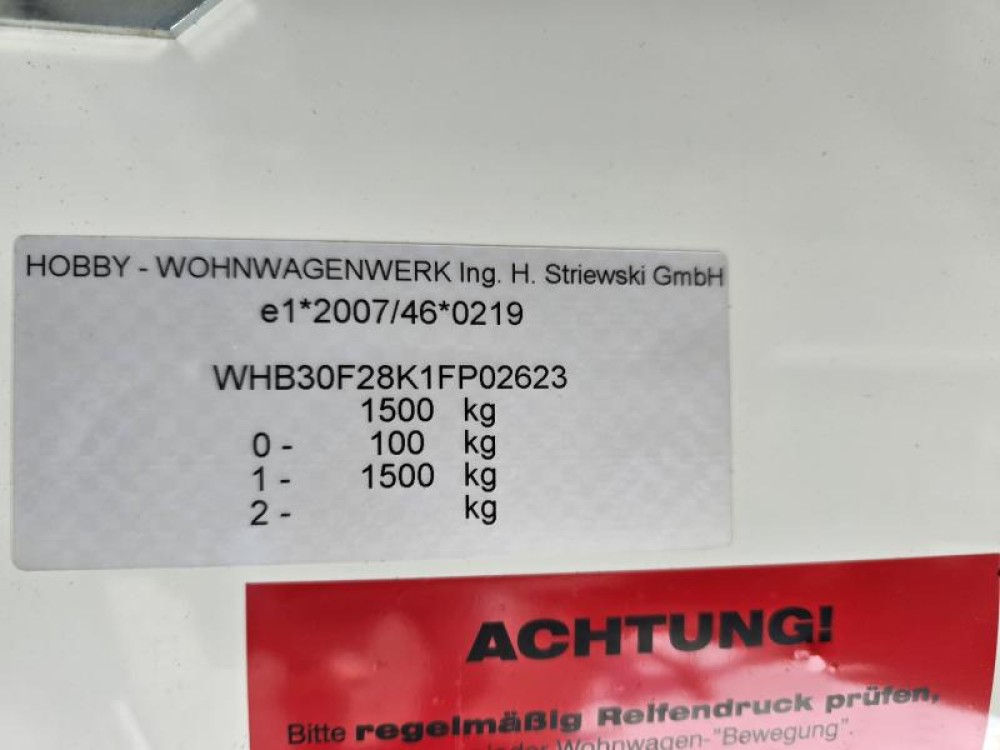 HOBBY - WOHNWAGENWERK Ing. H. Striewski GmbH
e1*2007/46*0219
WHB30F28K1FP02623
1500 kg
0 - 100 kg
1 - 1500 kg
2 - kg
ACHTUNG!
Bitte regelmäßig Reifendruck prüfen,
jeder Wohnwagen-"Bewegung".